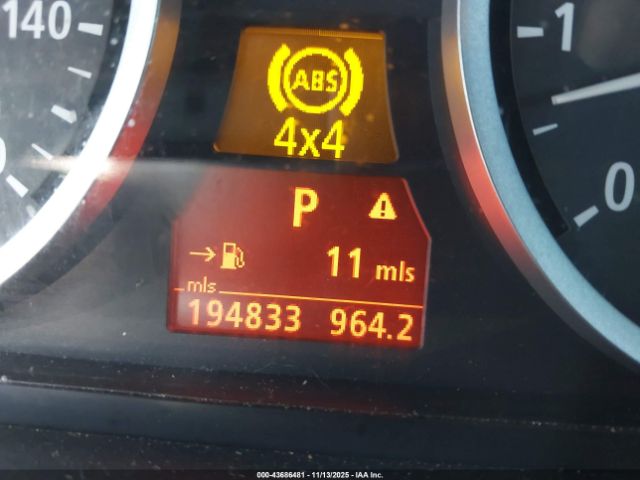 140
1
0
ABS
4x4
P
11 mls
mls
194833 964.2
000-43686481 - 11/13/2025 - IAA Inc.